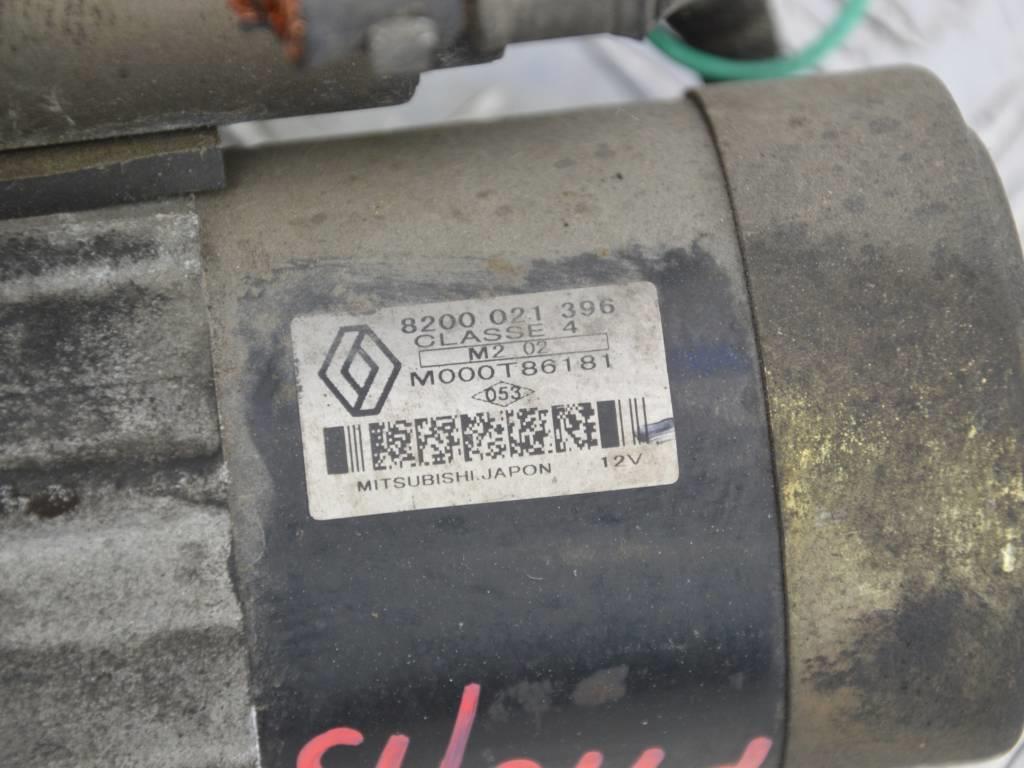 8200 021 396
CLASSE 4
M2 02
M000T86181
053
MITSUBISHI.JAPON 12V